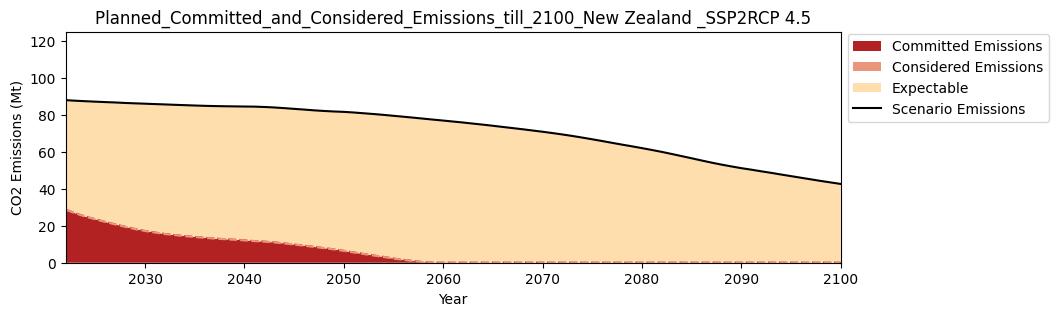 Planned_Committed_and_Considered_Emissions_till_2100_New Zealand _SSP2RCP 4.5
120
100
80
60
40
20
0
CO2 Emissions (Mt)
2030
2040
2050
2060
2070
2080
2090
2100
Year
Committed Emissions
Considered Emissions
Expectable
Scenario Emissions